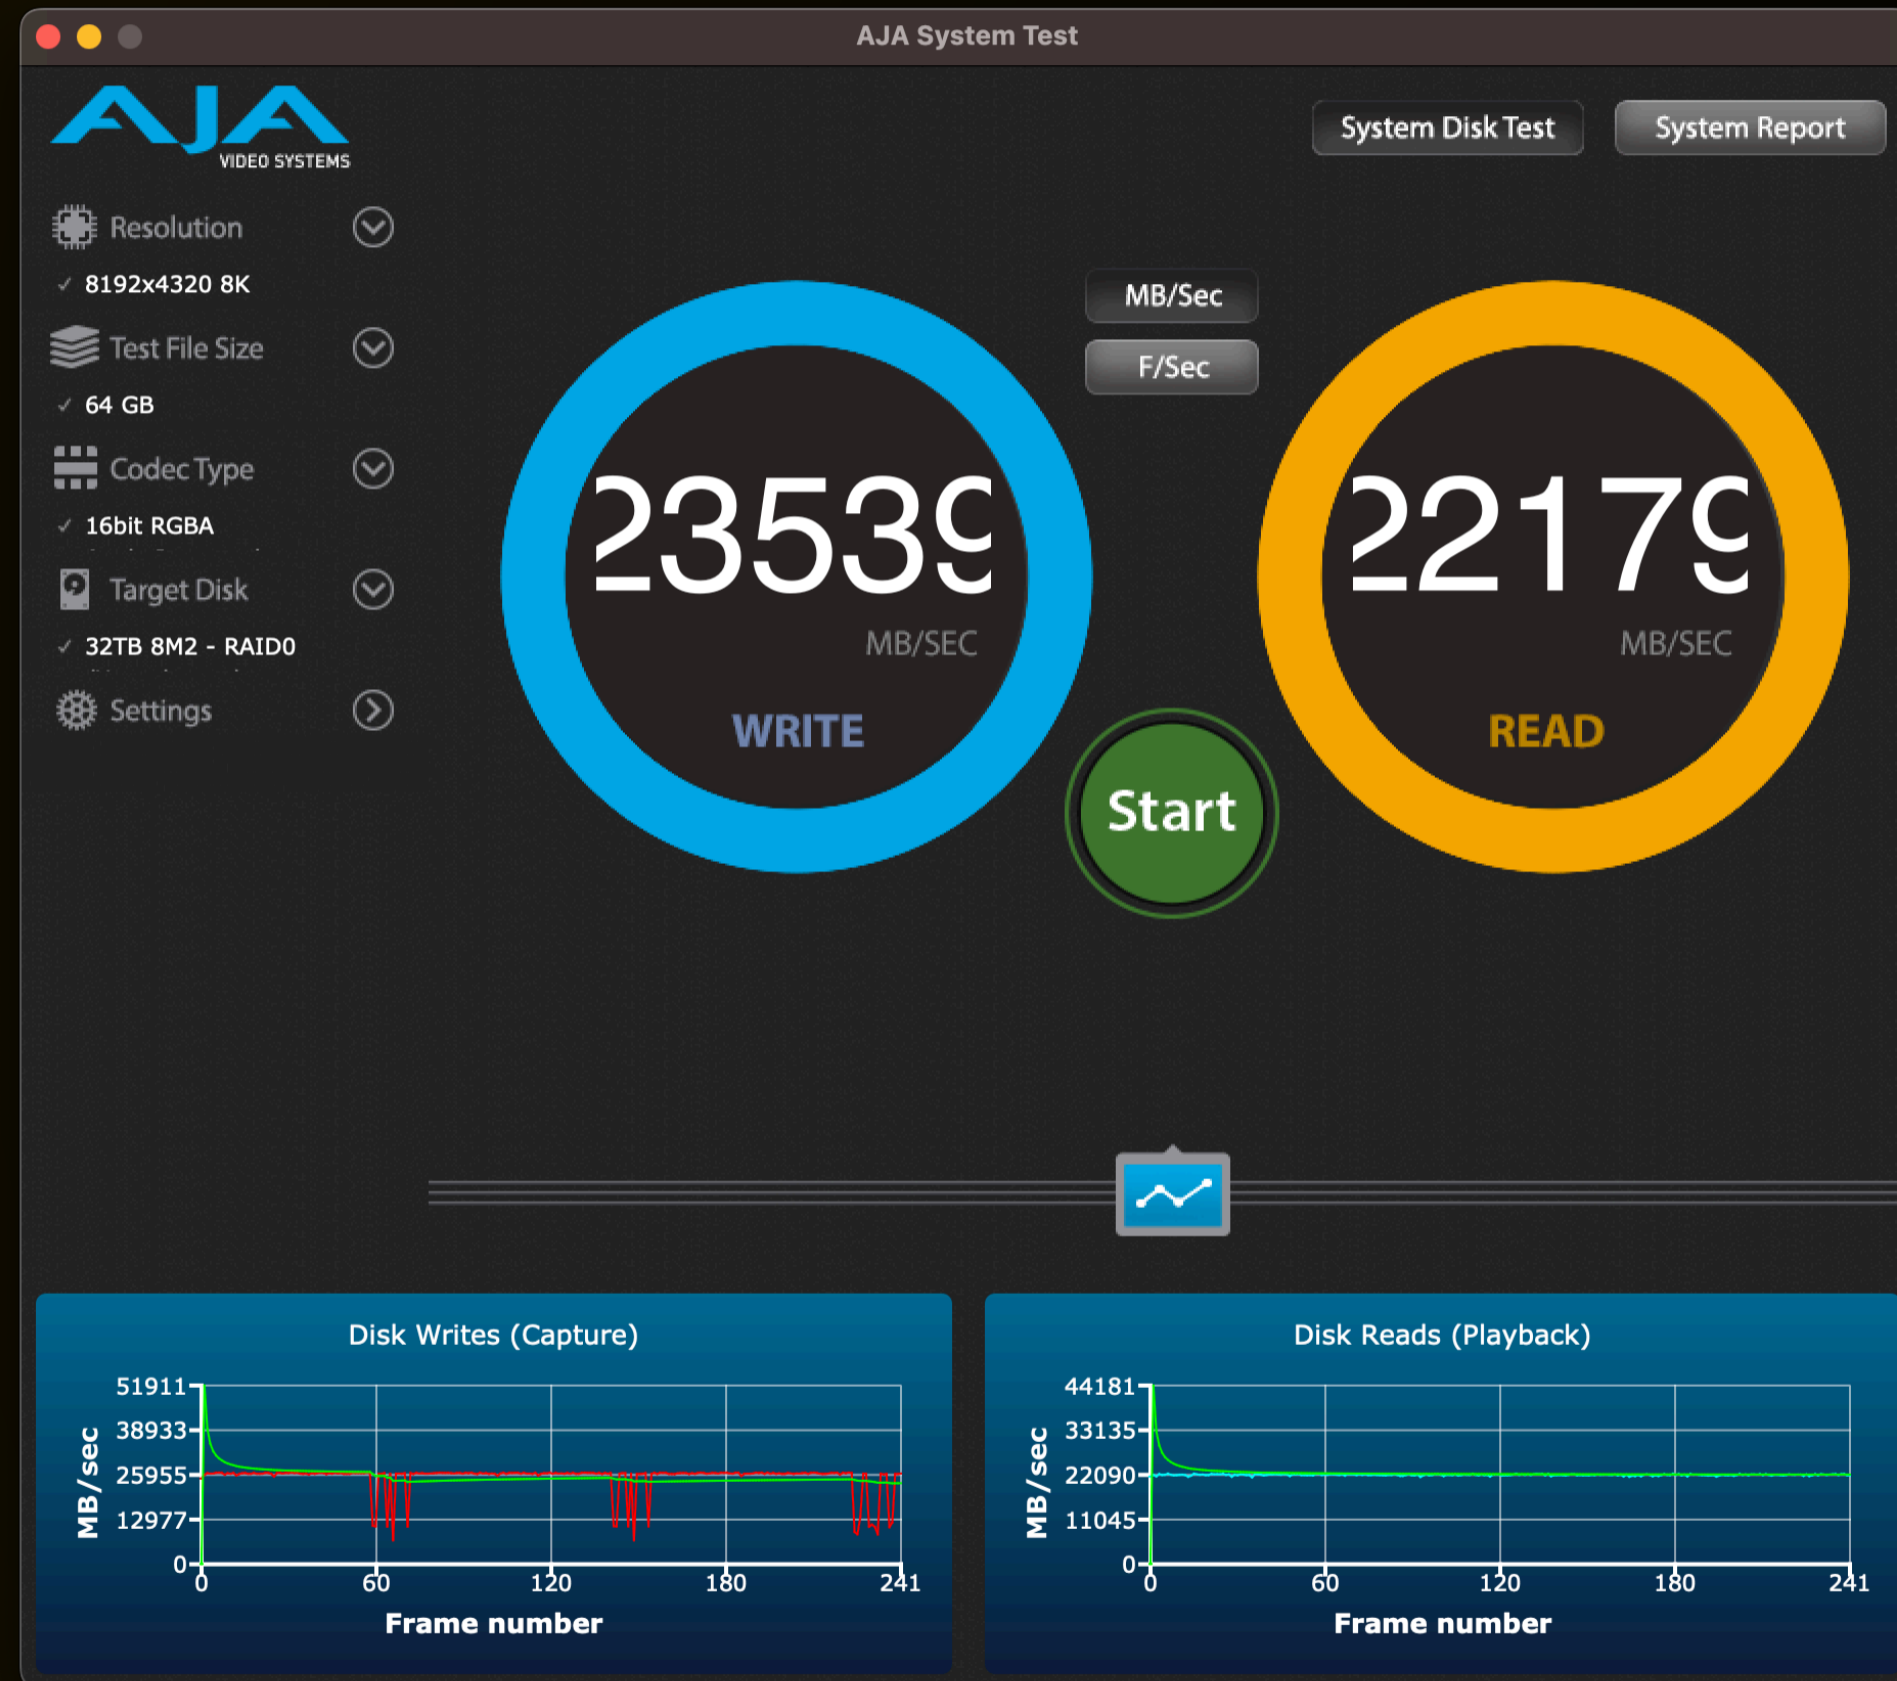 AJA System Test
AJA
VIDEO SYSTEMS
System Disk Test
System Report
Resolution
8192x4320 8K
Test File Size
64 GB
Codec Type
16bit RGBA
Target Disk
32TB 8M2 - RAID0
Settings
MB/Sec
F/Sec
23539
MB/SEC
WRITE
22179
MB/SEC
READ
Start
Disk Writes (Capture)
51911
38933
25955
12977
0
MB/sec
0 60 120 180 241
Frame number
Disk Reads (Playback)
44181
33135
22090
11045
0
MB/sec
0 60 120 180 241
Frame number